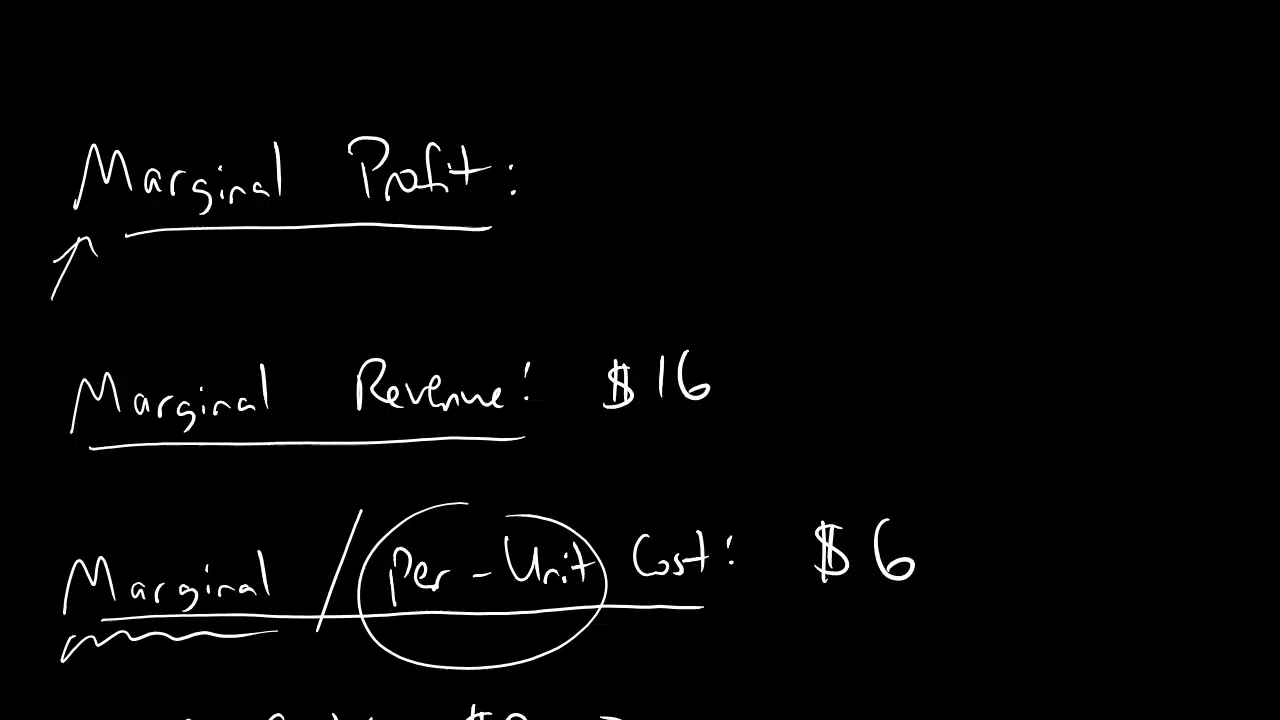 Marginal Profit:
Marginal Revenue: $16
Marginal / Per-Unit Cost: $6